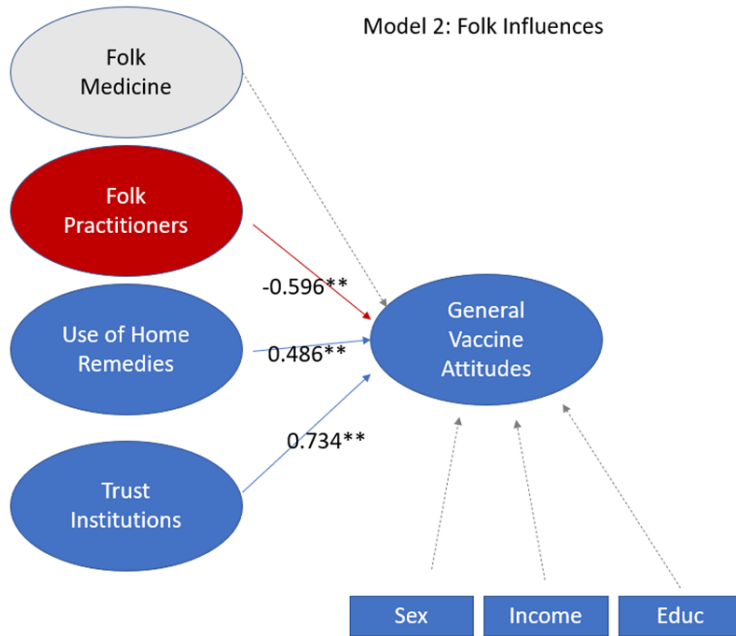 Model 2: Folk Influences
Folk
Medicine
Folk
Practitioners
-0.596**
Use of Home
Remedies
0.486**
General
Vaccine
Attitudes
0.734**
Trust
Institutions
Sex
Income
Educ